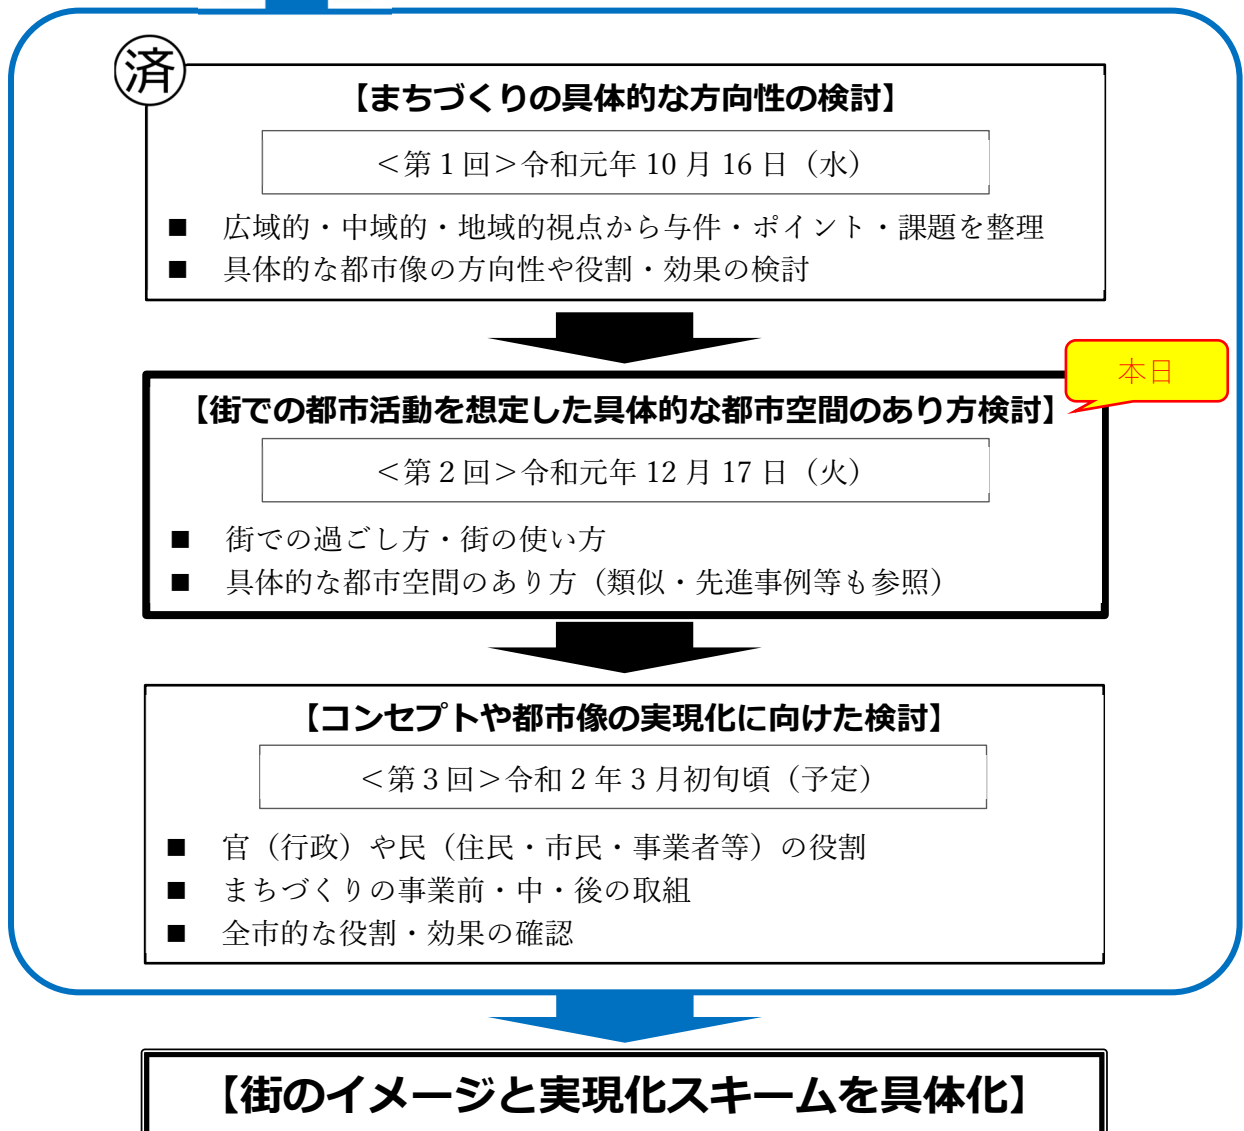 済
【まちづくりの具体的な方向性の検討】
＜第１回＞令和元年 10 月 16 日（水）
■ 広域的・中域的・地域的視点から与件・ポイント・課題を整理
■ 具体的な都市像の方向性や役割・効果の検討
本日
【街での都市活動を想定した具体的な都市空間のあり方検討】
＜第２回＞令和元年 12 月 17 日（火）
■ 街での過ごし方・街の使い方
■ 具体的な都市空間のあり方（類似・先進事例等も参照）
【コンセプトや都市像の実現化に向けた検討】
＜第３回＞令和 2 年 3 月初旬頃（予定）
■ 官（行政）や民（住民・市民・事業者等）の役割
■ まちづくりの事業前・中・後の取組
■ 全市的な役割・効果の確認
【街のイメージと実現化スキームを具体化】